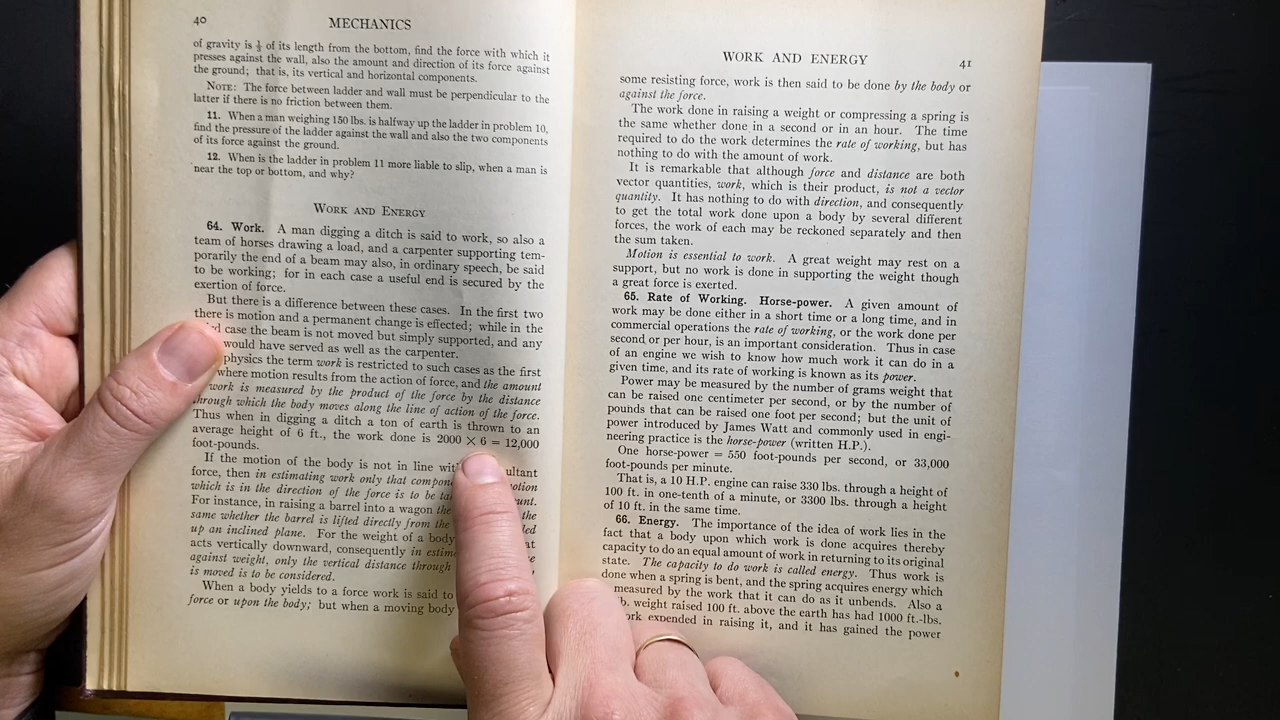 40
MECHANICS
of gravity is ⅓ of its length from the bottom, find the force with which it
presses against the wall, also the amount and direction of its force against
the ground; that is, its vertical and horizontal components.
NOTE: The force between ladder and wall must be perpendicular to the
latter if there is no friction between them.
11. When a man weighing 150 lbs. is halfway up the ladder in problem 10,
find the pressure of the ladder against the wall and also the two components
of its force against the ground.
12. When is the ladder in problem 11 more liable to slip, when a man is
near the top or bottom, and why?
WORK AND ENERGY
64. Work. A man digging a ditch is said to work, so also a
team of horses drawing a load, and a carpenter supporting tem-
porarily the end of a beam may also, in ordinary speech, be said
to be working; for in each case a useful end is secured by the
exertion of force.
But there is a difference between these cases. In the first two
there is motion and a permanent change is effected; while in the
case the beam is not moved but simply supported, and any
would have served as well as the carpenter.
physics the term work is restricted to such cases as the first
where motion results from the action of force, and the amount
work is measured by the product of the force by the distance
through which the body moves along the line of action of the force.
Thus when in digging a ditch a ton of earth is thrown to an
average height of 6 ft., the work done is 2000 × 6 = 12,000
foot-pounds.
If the motion of the body is not in line
force, then in estimating work only that
which is in the direction of the force is to be
For instance, in raising a barrel into a wagon the the
same whether the barrel is lifted directly from the
up an inclined plane. For the weight of a body
acts vertically downward, consequently in
against weight, only the vertical distance through
is moved is to be considered.
When a body yields to a force work is said to
force or upon the body; but when a moving body
WORK AND ENERGY
41
some resisting force, work is then said to be done by the body or
against the force.
The work done in raising a weight or compressing a spring is
the same whether done in a second or in an hour. The time
required to do the work determines the rate of working, but has
nothing to do with the amount of work.
It is remarkable that although force and distance are both
vector quantities, work, which is their product, is not a vector
quantity. It has nothing to do with direction, and consequently
to get the total work done upon a body by several different
forces, the work of each may be reckoned separately and then
the sum taken.
Motion is essential to work. A great weight may rest on a
support, but no work is done in supporting the weight though
a great force is exerted.
65. Rate of Working. Horse-power. A given amount of
work may be done either in a short time or a long time, and in
commercial operations the rate of working, or the work done per
second or per hour, is an important consideration. Thus in case
of an engine we wish to know how much work it can do in a
given time, and its rate of working is known as its power.
Power may be measured by the number of grams weight that
can be raised one centimeter per second, or by the number of
pounds that can be raised one foot per second; but the unit of
power introduced by James Watt and commonly used in engi-
neering practice is the horse-power (written H.P.).
One horse-power = 550 foot-pounds per second, or 33,000
foot-pounds per minute.
That is, a 10 H.P. engine can raise 330 lbs. through a height of
100 ft. in one-tenth of a minute, or 3300 lbs. through a height
of 10 ft. in the same time.
66. Energy. The importance of the idea of work lies in the
fact that a body upon which work is done acquires thereby
capacity to do an equal amount of work in returning to its original
state. The capacity to do work is called energy. Thus work is
done when a spring is bent, and the spring acquires energy which
measured by the work that it can do as it unbends. Also a
weight raised 100 ft. above the earth has had 1000 ft.-lbs.
expended in raising it, and it has gained the power